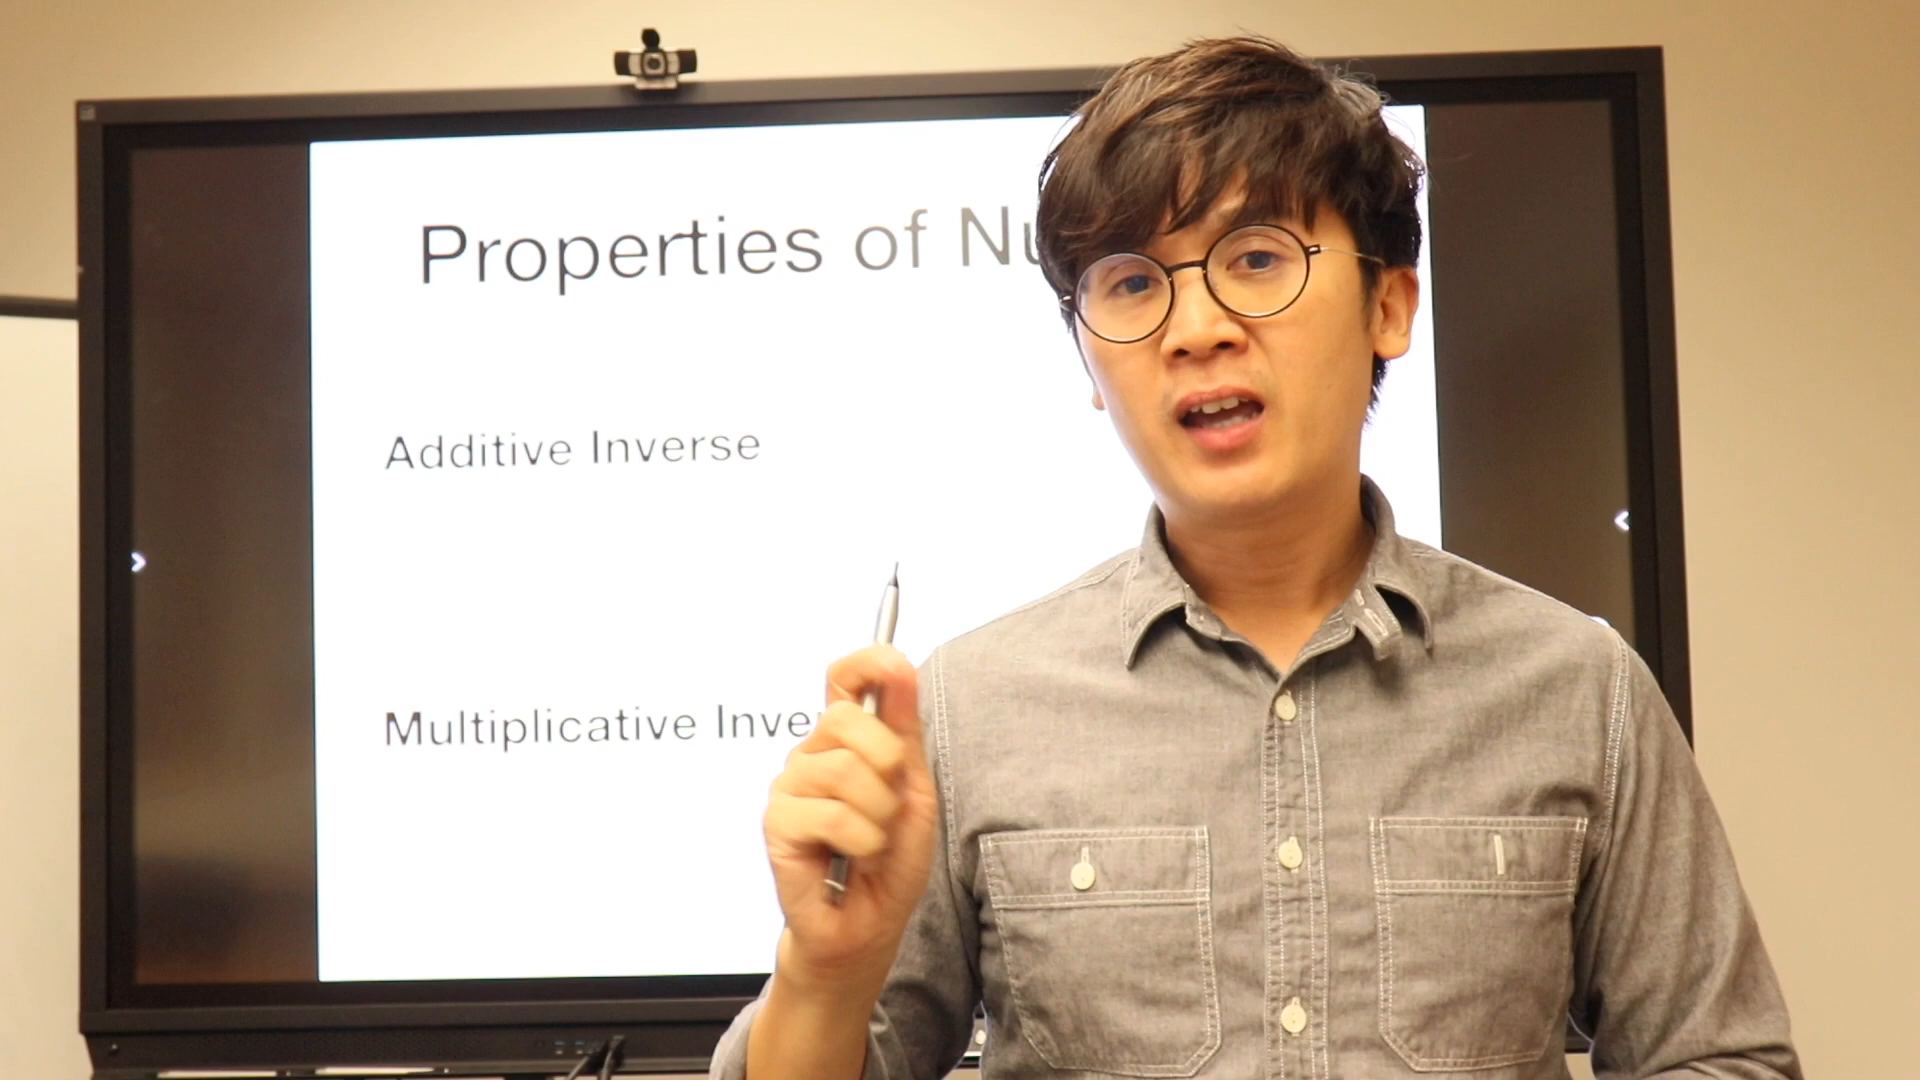 Properties of Nu
Additive Inverse
Multiplicative Inve